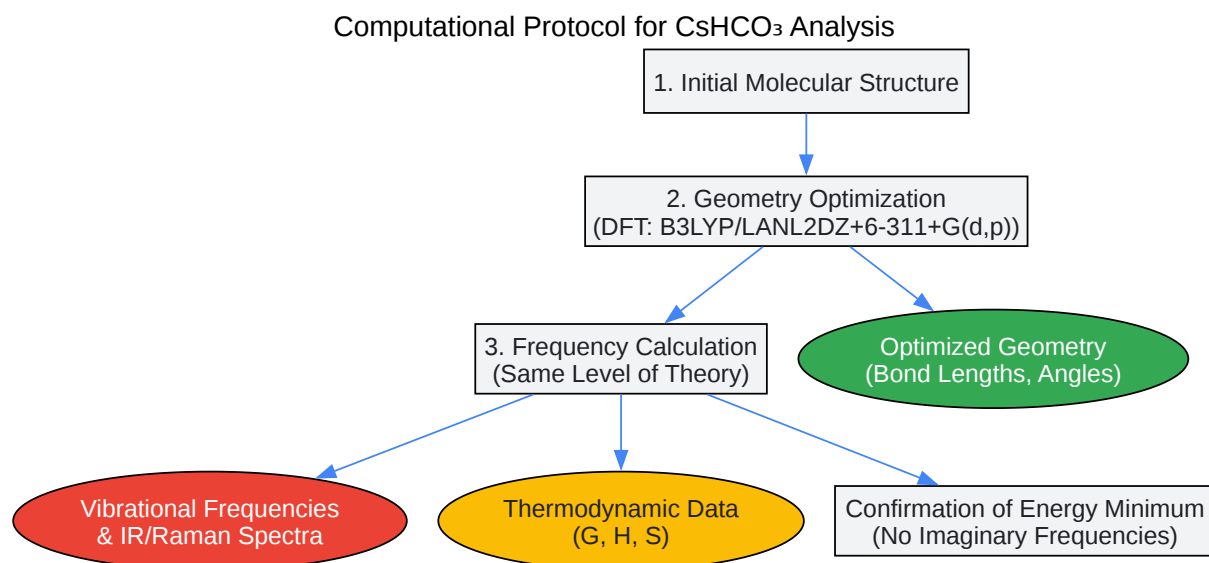 Computational Protocol for CsHCO₃ Analysis
1. Initial Molecular Structure
2. Geometry Optimization
(DFT: B3LYP/LANL2DZ+6-311+G(d,p))
3. Frequency Calculation
(Same Level of Theory)
Optimized Geometry
(Bond Lengths, Angles)
Vibrational Frequencies
& IR/Raman Spectra
Thermodynamic Data
(G, H, S)
Confirmation of Energy Minimum
(No Imaginary Frequencies)